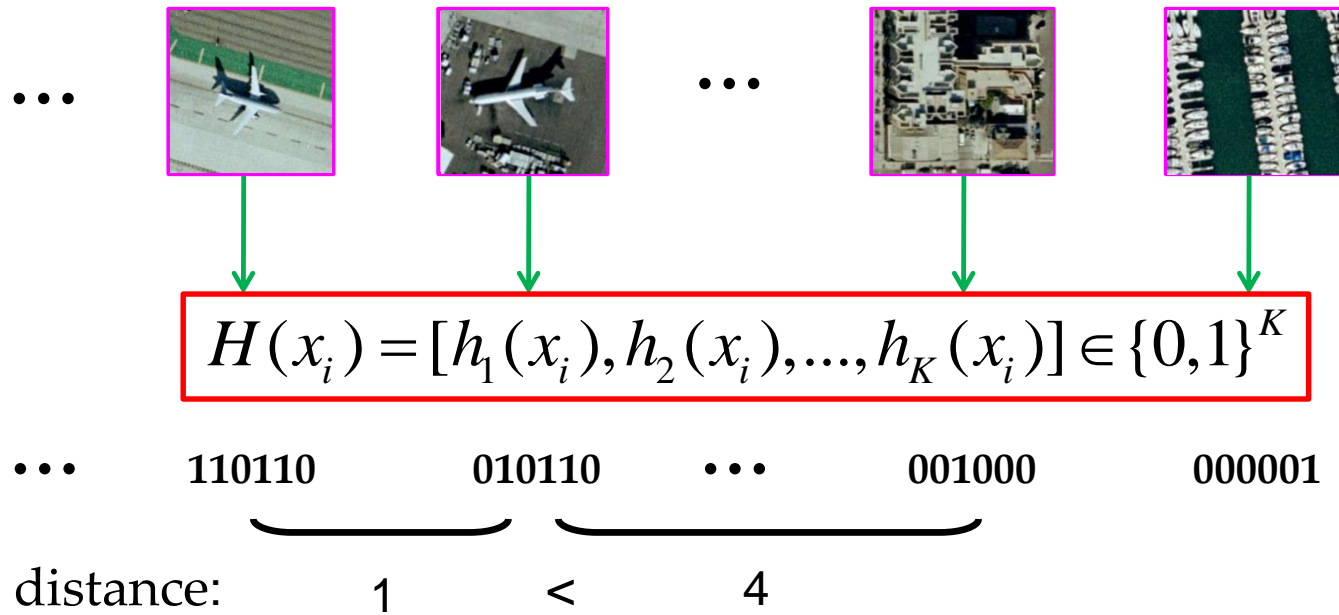 ... ...
H(x_i) = [h_1(x_i), h_2(x_i), ..., h_K(x_i)] ∈ {0,1}^K
... 110110 010110 ... 001000 000001
distance: 1 < 4